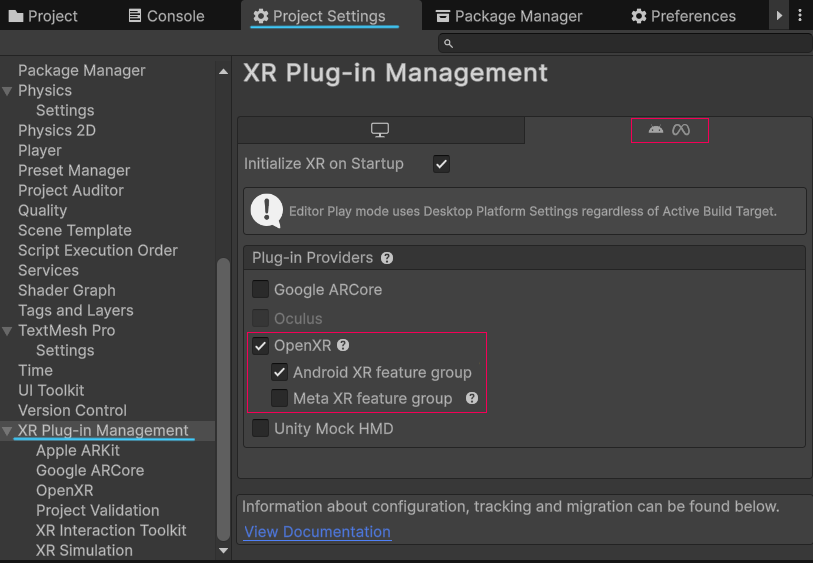 Project
Console
Project Settings
Package Manager
Preferences
XR Plug-in Management
Package Manager
Physics
Settings
Physics 2D
Player
Preset Manager
Project Auditor
Quality
Scene Template
Script Execution Order
Services
Shader Graph
Tags and Layers
TextMesh Pro
Settings
Time
UI Toolkit
Version Control
XR Plug-in Management
Apple ARKit
Google ARCore
OpenXR
Project Validation
XR Interaction Toolkit
XR Simulation
Initialize XR on Startup
Editor Play mode uses Desktop Platform Settings regardless of Active Build Target.
Plug-in Providers
Google ARCore
Oculus
OpenXR
Android XR feature group
Meta XR feature group
Unity Mock HMD
Information about configuration, tracking and migration can be found below.
View Documentation